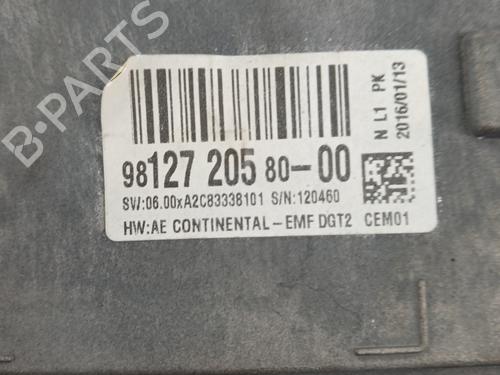 98127 205 80-00
SW:06.00xA2C83338101 S/N:120460
HW:AE CONTINENTAL-EMF DGT2 CEM01
N L1 PK
2016/01/13